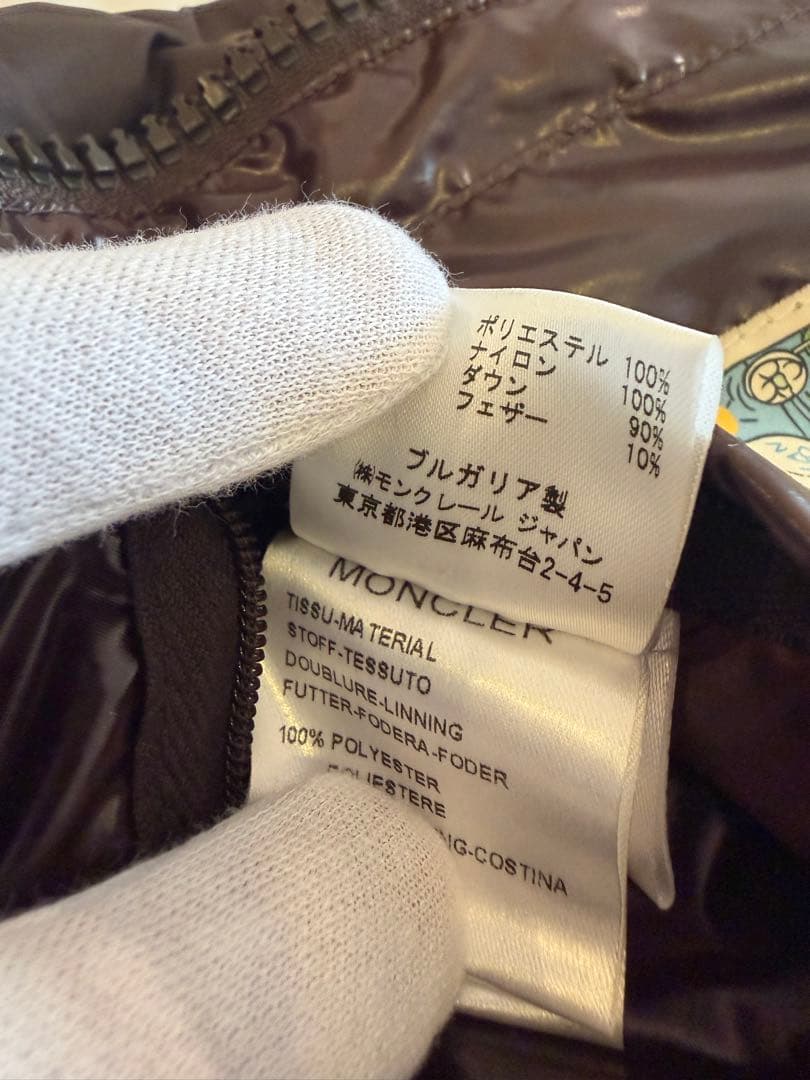 ポリエステル 100%
ナイロン 100%
ダウン 90%
フェザー 10%
ブルガリア製
㈱モンクレール ジャパン
東京都港区麻布台2-4-5
MONCLER
TISSU-MATERIAL
STOFF-TESSUTO
DOUBLURE-LINNING
FUTTER-FODERA-FODER
100% POLYESTER
POLIESTERE
NG-COSTINA